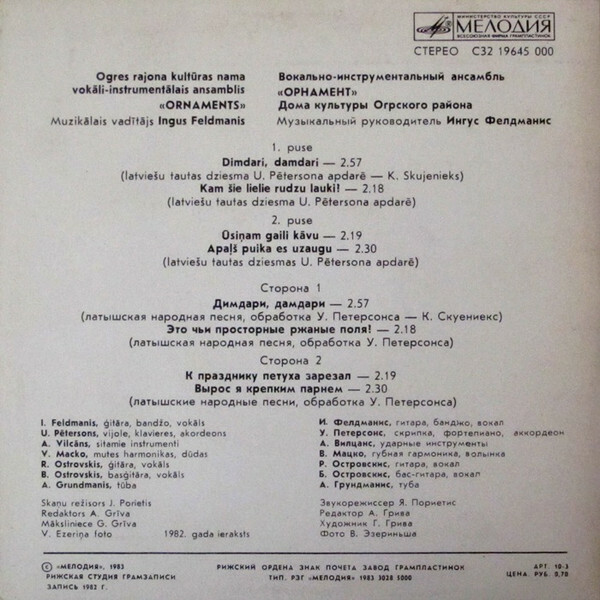 МИНИСТЕРСТВО КУЛЬТУРЫ СССР
МЕЛОДИЯ
ВСЕСОЮЗНАЯ ФИРМА ГРАМПЛАСТИНОК
СТЕРЕО С32 19645 000
Ogres rajona kultūras nama
vokāli-instrumentālais ansamblis
«ORNAMENTS»
Muzikālais vadītājs Ingus Feldmanis
Вокально-инструментальный ансамбль
«ОРНАМЕНТ»
Дома культуры Огрского района
Музыкальный руководитель Ингус Фелдманис
1. puse
Dimdari, damdari — 2.57
(latviešu tautas dziesma U. Pētersona apdarē — K. Skujenieks)
Kam šie lielie rudzu lauki! — 2.18
(latviešu tautas dziesma U. Pētersona apdarē)
2. puse
Ūsiņam gaili kāvu — 2.19
Apaļš puika es uzaugu — 2.30
(latviešu tautas dziesmas U. Pētersona apdarē)
Сторона 1
Димдари, дамдари — 2.57
(латышская народная песня, обработка У. Петерсонса — К. Скуениекс)
Это чьи просторные ржаные поля! — 2.18
(латышская народная песня, обработка У. Петерсонса)
Сторона 2
К празднику петуха зарезал — 2.19
Вырос я крепким парнем — 2.30
(латышские народные песни, обработка У. Петерсонса)
I. Feldmanis, ģitāra, bandžo, vokāls
U. Pētersons, vijole, klavieres, akordeons
A. Vilcāns, sitamie instrumenti
V. Macko, mutes harmonikas, dūdas
R. Ostrovskis, ģitāra, vokāls
B. Ostrovskis, basģitāra, vokāls
A. Grundmanis, tūba
Skaņu režisors J. Porietis
Redaktors A. Grīva
Māksliniece G. Grīva
V. Ezeriņa foto 1982. gada ieraksts
И. Фелдманнс, гитара, банджо, вокал
У. Петерсонс, скрипка, фортепиано, аккордеон
А. Вилцанс, ударные инструменты
В. Мацко, губная гармоника, волынка
Р. Островскис, гитара, вокал
Б. Островскис, бас-гитара, вокал
А. Грундманис, туба
Звукорежиссер Я. Пориетис
Редактор А. Грива
Художник Г. Грива
Фото В. Эзериньша
© «МЕЛОДИЯ», 1983
РИЖСКАЯ СТУДИЯ ГРАМЗАПИСИ
ЗАПИСЬ 1982 Г.
РИЖСКИЙ ОРДЕНА ЗНАК ПОЧЕТА ЗАВОД ГРАМПЛАСТИНОК
ТИП. РЗГ «МЕЛОДИЯ» 1983 3028 5000
АРТ. 10-3
ЦЕНА. РУБ. 0,70